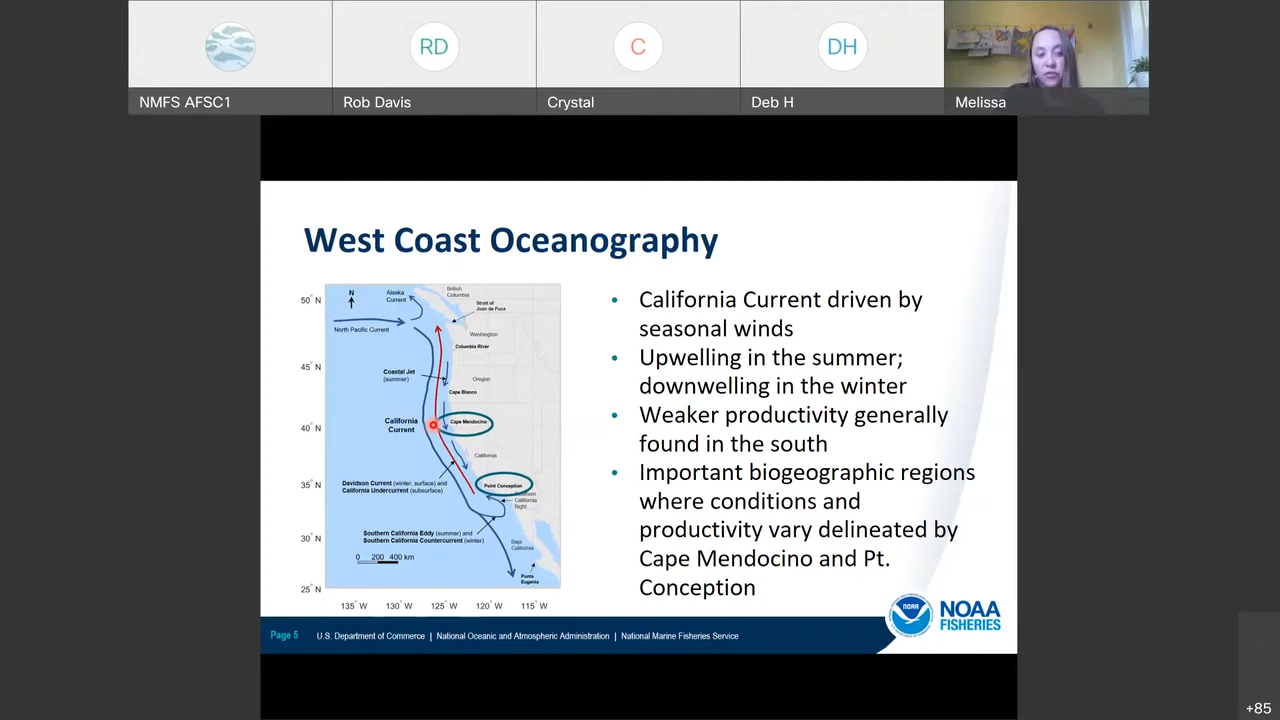 RD
C
DH
NMFS AFSC1
Rob Davis
Crystal
Deb H
Melissa
West Coast Oceanography
50° N
45° N
40° N
35° N
30° N
25° N
N
Alaska
Current
British
Columbia
Strait of
Juan de Fuca
North Pacific Current
Washington
Columbia River
Coastal Jet
(summer)
Oregon
Cape Blanco
California
Current
Cape Mendocino
California
Davidson Current (winter, surface) and
California Undercurrent (subsurface)
Point Conception
Southern
California
Bight
Southern California Eddy (summer) and
Southern California Countercurrent (winter)
Baja
California
0 200 400 km
Punta
Eugenia
135° W 130° W 125° W 120° W 115° W
• California Current driven by
seasonal winds
• Upwelling in the summer;
downwelling in the winter
• Weaker productivity generally
found in the south
• Important biogeographic regions
where conditions and
productivity vary delineated by
Cape Mendocino and Pt.
Conception
NOAA
NOAA
FISHERIES
Page 5 U.S. Department of Commerce | National Oceanic and Atmospheric Administration | National Marine Fisheries Service
+85